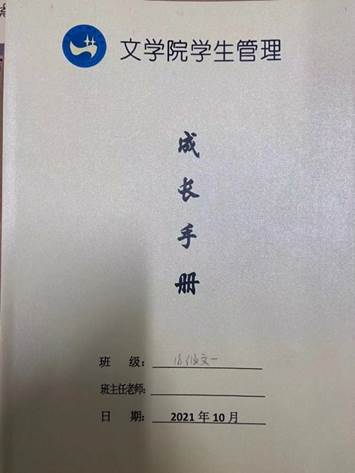 文学院学生管理
成
长
手
册
班 级:
班主任老师:
日 期: 2021年10月